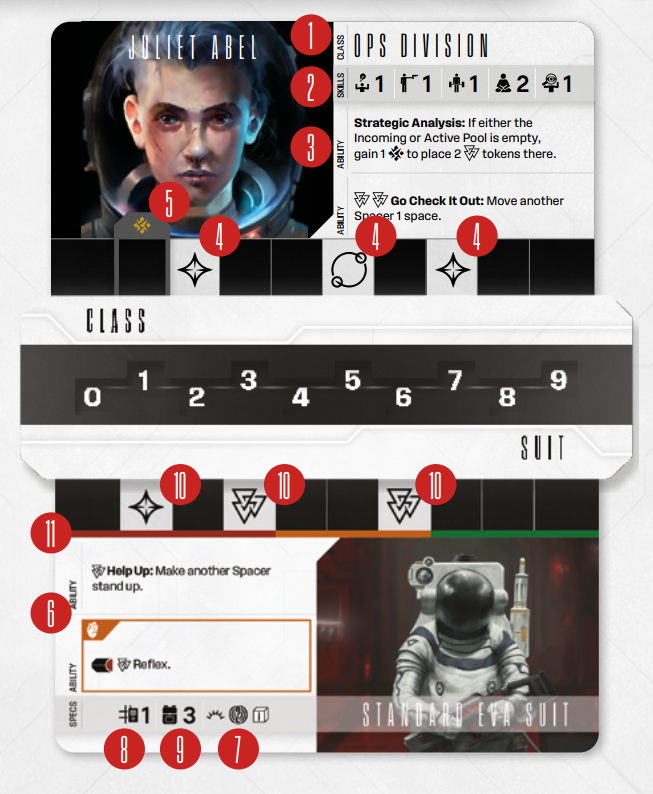 JULIET ABEL
1
CLASS
OPS DIVISION
2
SKILLS
1 1 1 2 1
3
ABILITY
Strategic Analysis: If either the
Incoming or Active Pool is empty,
gain 1 to place 2 tokens there.
ABILITY
Go Check It Out: Move another
Spacer 1 space.
5
4
4
4
CLASS
0 1 2 3 4 5 6 7 8 9
SUIT
10
10
10
11
ABILITY
Help Up: Make another Spacer
stand up.
6
ABILITY
Reflex.
SPECS
1 3
STANDARD EVA SUIT
8
9
7